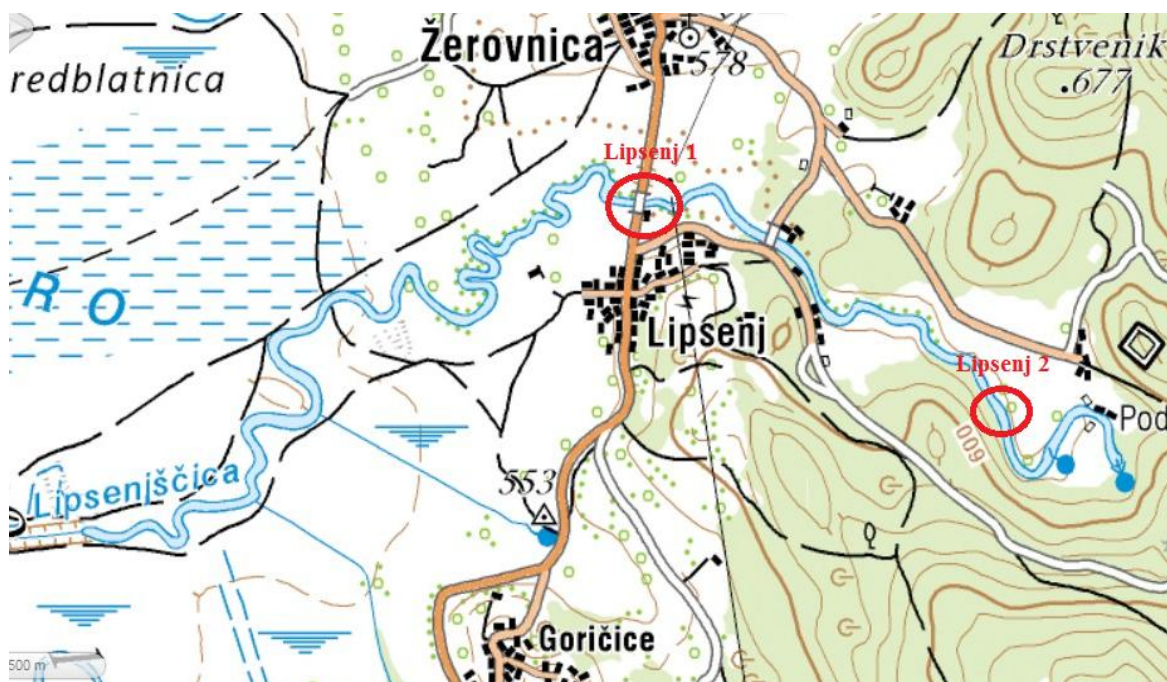 Žerovnica
578
Drstvenik
.677
redblatnica
Lipsenj 1
R O
Lipsenj
Lipsenj 2
Pod
600
Lipsenjščica
553
Goričice
500 m